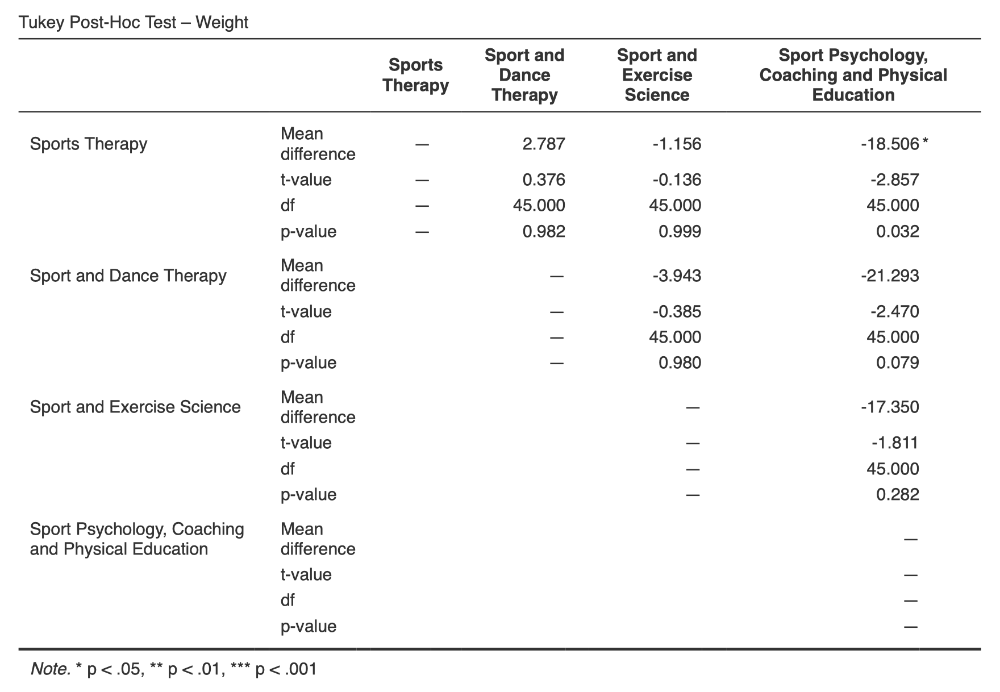 Tukey Post-Hoc Test – Weight
Sports Therapy
Sport and Dance Therapy
Sport and Exercise Science
Sport Psychology, Coaching and Physical Education
Sports Therapy Mean difference — 2.787 -1.156 -18.506 *
t-value — 0.376 -0.136 -2.857
df — 45.000 45.000 45.000
p-value — 0.982 0.999 0.032
Sport and Dance Therapy Mean difference — -3.943 -21.293
t-value — -0.385 -2.470
df — 45.000 45.000
p-value — 0.980 0.079
Sport and Exercise Science Mean difference — -17.350
t-value — -1.811
df — 45.000
p-value — 0.282
Sport Psychology, Coaching and Physical Education Mean difference —
t-value —
df —
p-value —
Note. * p < .05, ** p < .01, *** p < .001